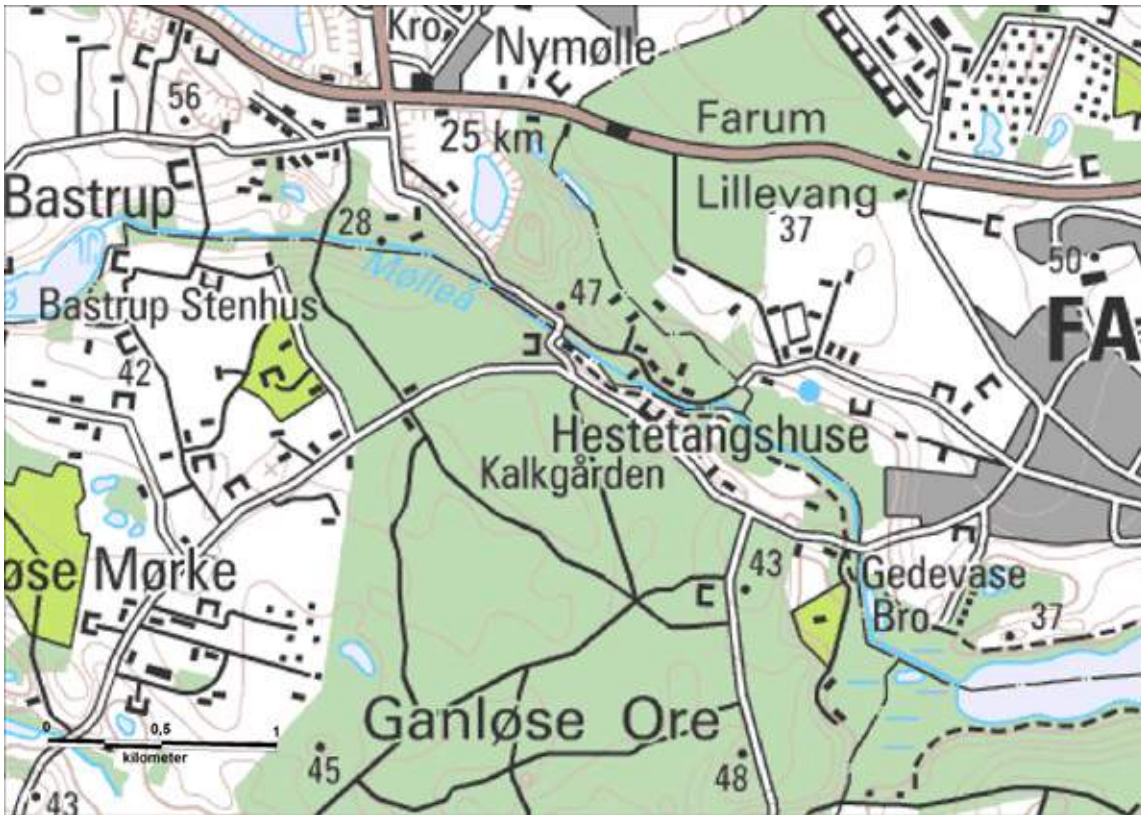 Kro
Nymølle
56
25 km
Farum
Bastrup
Lillevang
28
37
50
Mølleå
Bastrup Stenhus
47
FA
42
Hestetangshuse
Kalkgården
øse Mørke
43
Gedevase
Bro
37
Ganløse Ore
0 0,5 1
kilometer
45
48
43